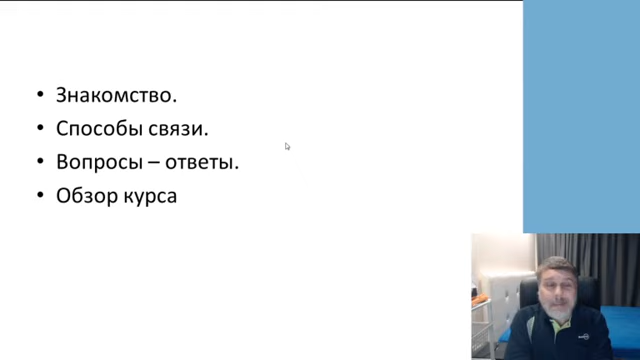 • Знакомство.
• Способы связи.
• Вопросы – ответы.
• Обзор курса